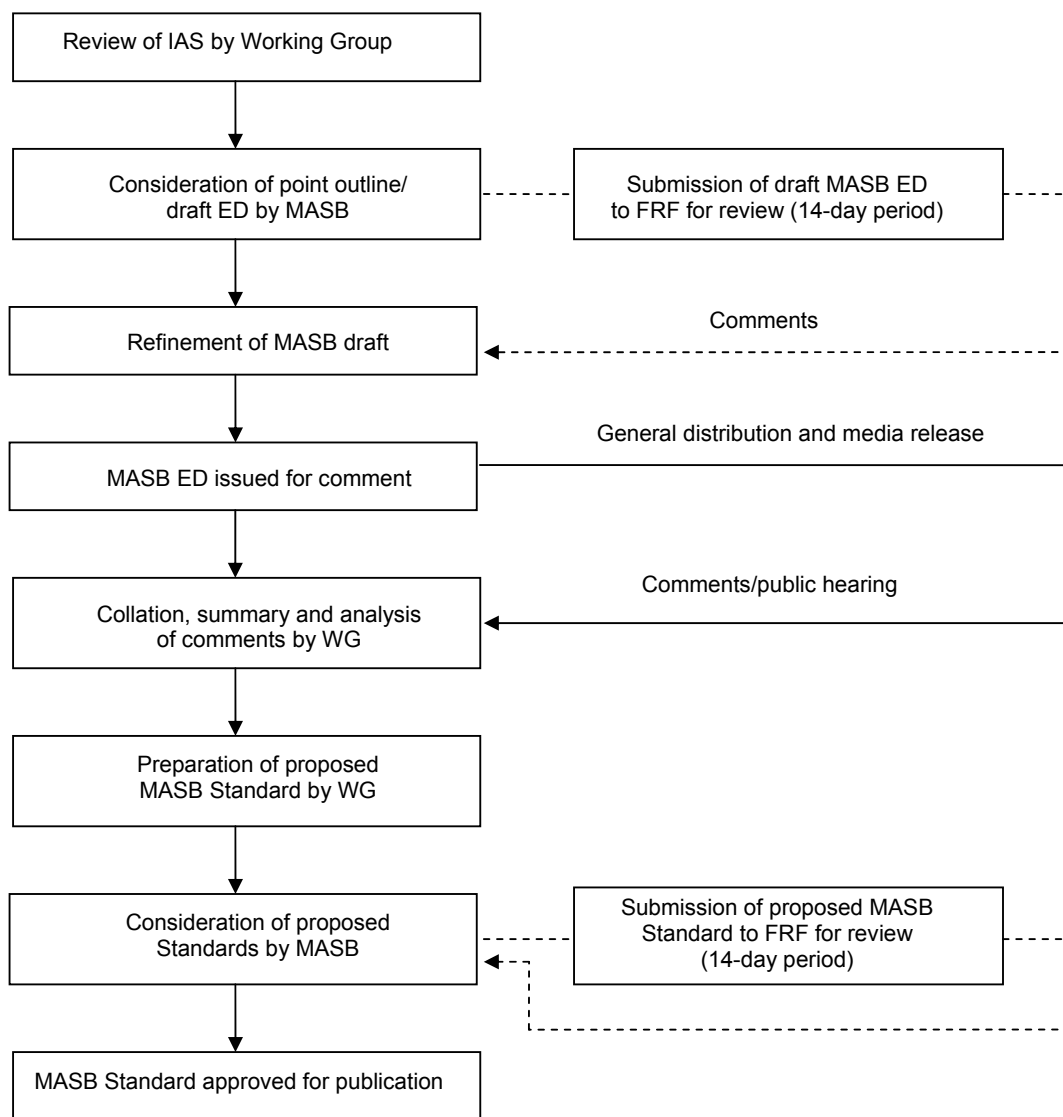 Review of IAS by Working Group
Consideration of point outline/
draft ED by MASB
Submission of draft MASB ED
to FRF for review (14-day period)
Comments
Refinement of MASB draft
General distribution and media release
MASB ED issued for comment
Comments/public hearing
Collation, summary and analysis
of comments by WG
Preparation of proposed
MASB Standard by WG
Consideration of proposed
Standards by MASB
Submission of proposed MASB
Standard to FRF for review
(14-day period)
MASB Standard approved for publication